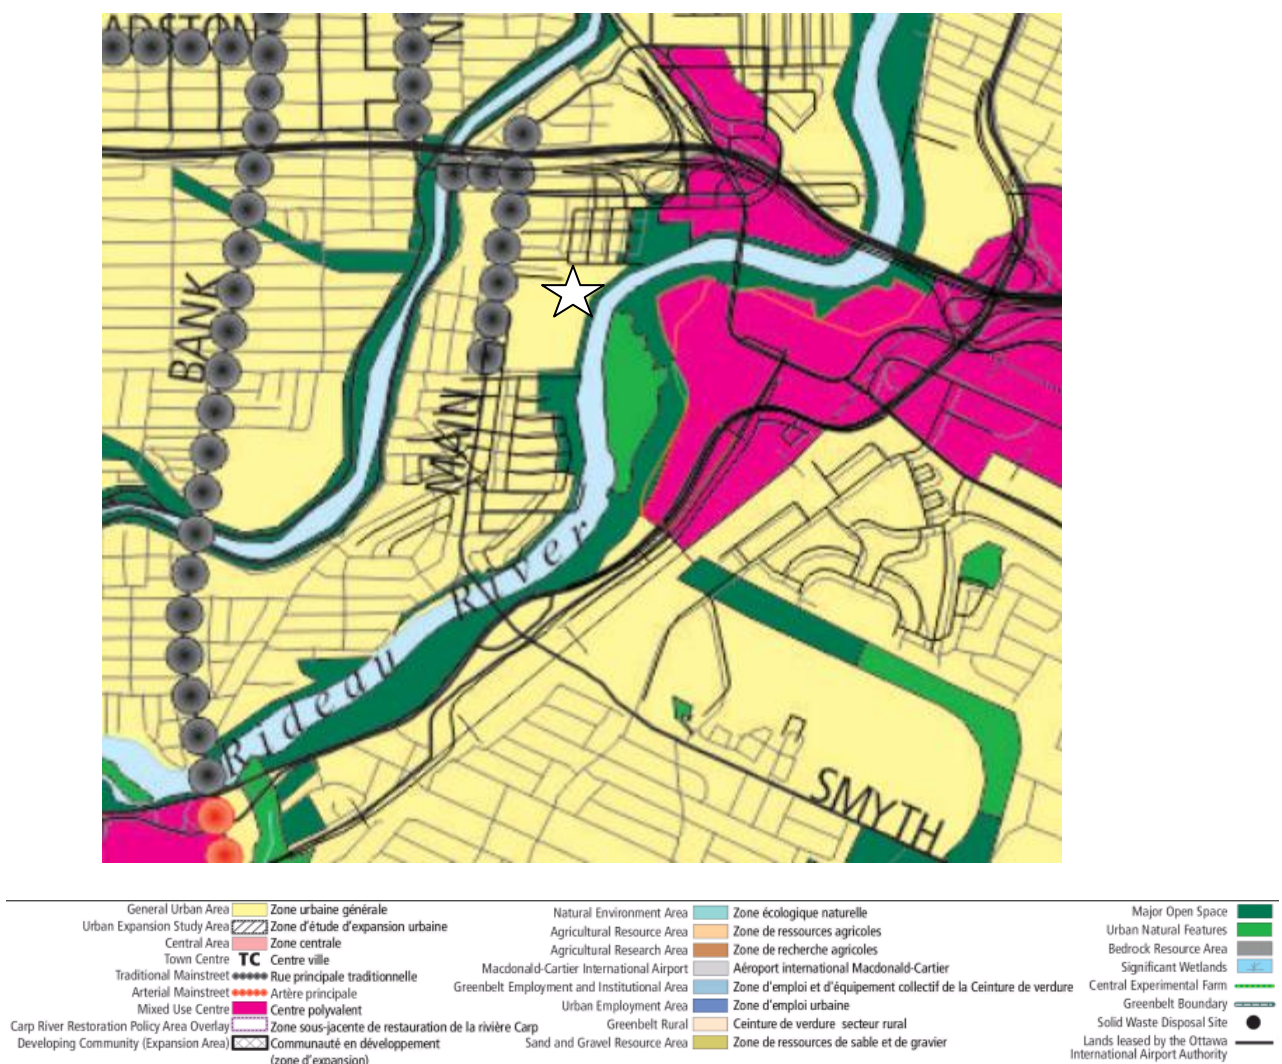 BANK
MAIN
Rideau River
SMYTH
General Urban Area Zone urbaine générale
Urban Expansion Study Area Zone d'étude d'expansion urbaine
Central Area Zone centrale
Town Centre TC Centre ville
Traditional Mainstreet Rue principale traditionnelle
Arterial Mainstreet Artère principale
Mixed Use Centre Centre polyvalent
Carp River Restoration Policy Area Overlay Zone sous-jacente de restauration de la rivière Carp
Developing Community (Expansion Area) Communauté en développement
(zone d'expansion)
Natural Environment Area Zone écologique naturelle
Agricultural Resource Area Zone de ressources agricoles
Agricultural Research Area Zone de recherche agricoles
Macdonald-Cartier International Airport Aéroport international Macdonald-Cartier
Greenbelt Employment and Institutional Area Zone d'emploi et d'équipement collectif de la Ceinture de verdure
Urban Employment Area Zone d'emploi urbaine
Greenbelt Rural Ceinture de verdure secteur rural
Sand and Gravel Resource Area Zone de ressources de sable et de gravier
Major Open Space
Urban Natural Features
Bedrock Resource Area
Significant Wetlands
Central Experimental Farm
Greenbelt Boundary
Solid Waste Disposal Site
Lands leased by the Ottawa
International Airport Authority